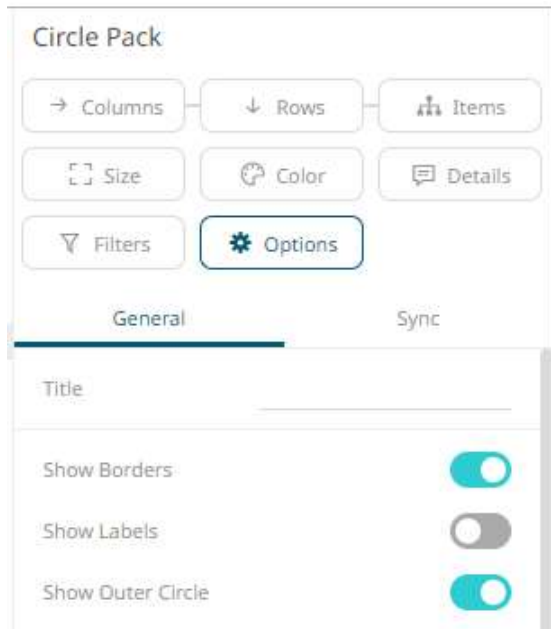 Circle Pack
Columns Rows Items
Size Color Details
Filters Options
General Sync
Title
Show Borders
Show Labels
Show Outer Circle